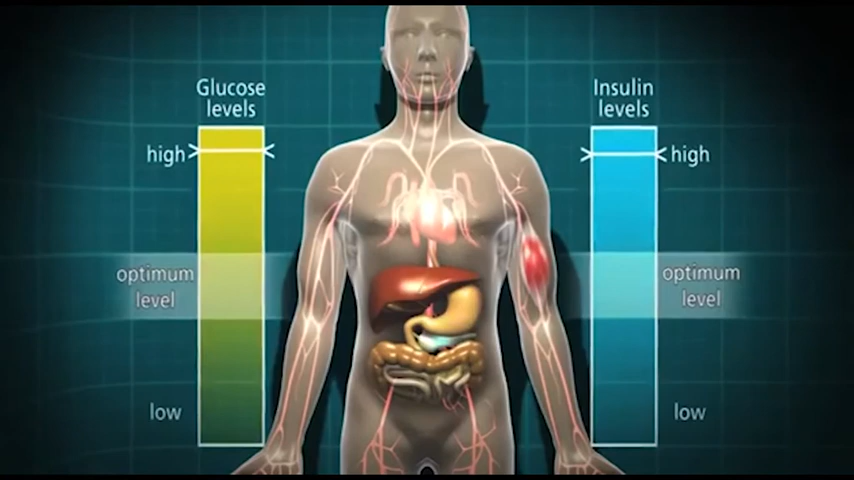 Glucose
levels
high
optimum
level
low
Insulin
levels
high
optimum
level
low